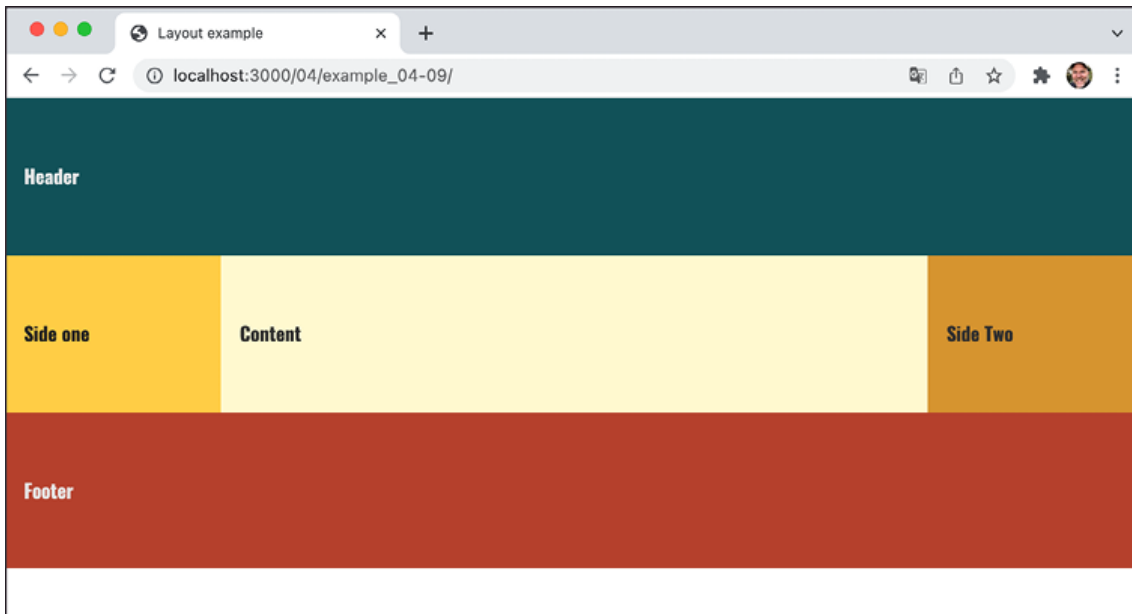 Layout example
localhost:3000/04/example_04-09/
Header
Side one
Content
Side Two
Footer